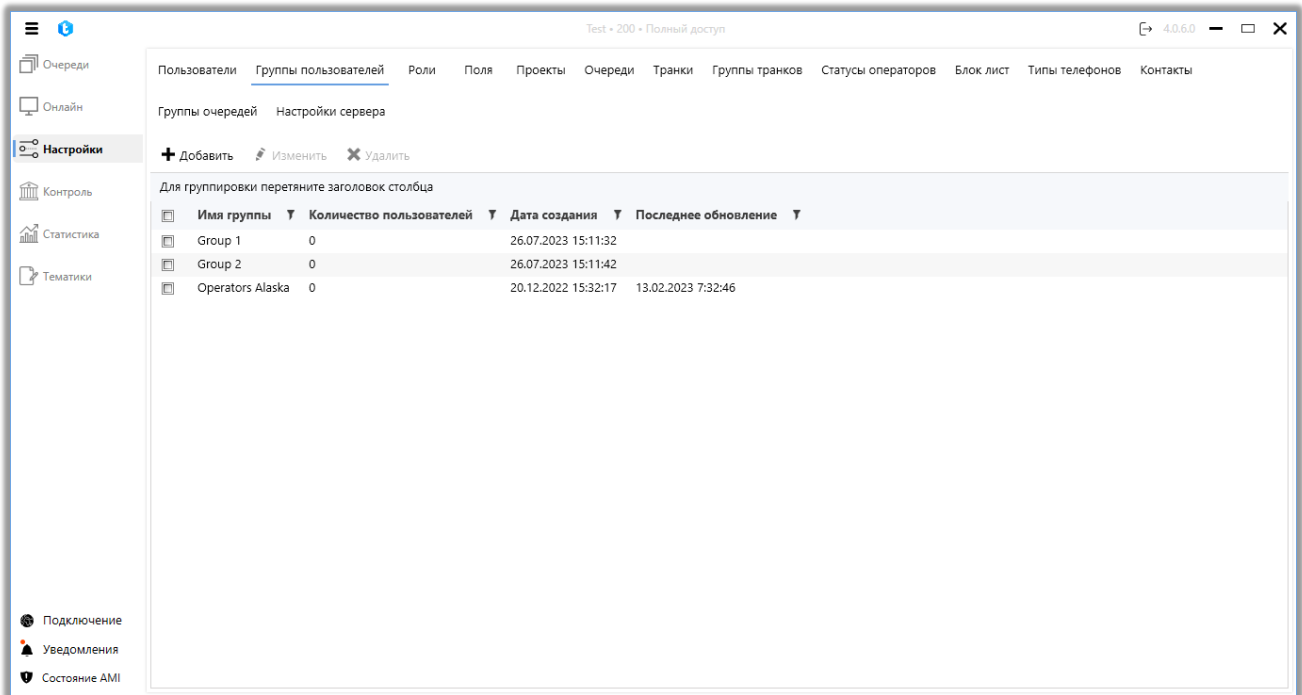 Test • 200 • Полный доступ 4.0.6.0
Очереди
Онлайн
Настройки
Контроль
Статистика
Тематики
Пользователи Группы пользователей Роли Поля Проекты Очереди Транки Группы транков Статусы операторов Блок лист Типы телефонов Контакты
Группы очередей Настройки сервера
Добавить Изменить Удалить
Для группировки перетяните заголовок столбца
Имя группы Количество пользователей Дата создания Последнее обновление
Group 1 0 26.07.2023 15:11:32
Group 2 0 26.07.2023 15:11:42
Operators Alaska 0 20.12.2022 15:32:17 13.02.2023 7:32:46
Подключение
Уведомления
Состояние AMI